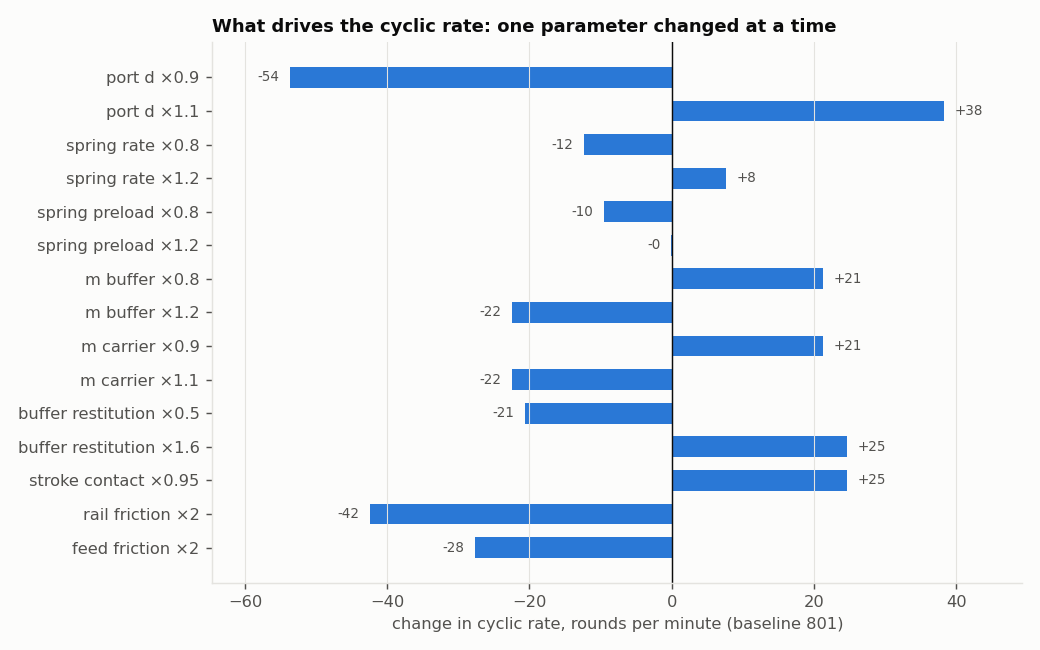 What drives the cyclic rate: one parameter changed at a time
port d ×0.9 -54
port d ×1.1 +38
spring rate ×0.8 -12
spring rate ×1.2 +8
spring preload ×0.8 -10
spring preload ×1.2 -0
m buffer ×0.8 +21
m buffer ×1.2 -22
m carrier ×0.9 +21
m carrier ×1.1 -22
buffer restitution ×0.5 -21
buffer restitution ×1.6 +25
stroke contact ×0.95 +25
rail friction ×2 -42
feed friction ×2 -28
−60 −40 −20 0 20 40
change in cyclic rate, rounds per minute (baseline 801)